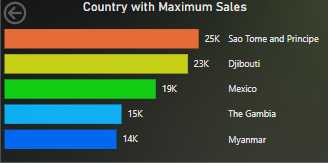 Country with Maximum Sales
25K Sao Tome and Principe
23K Djibouti
19K Mexico
15K The Gambia
14K Myanmar